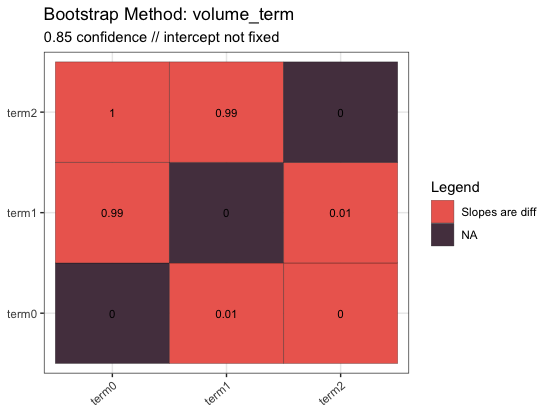 Bootstrap Method: volume_term
0.85 confidence // intercept not fixed
term2
1
0.99
0
term1
0.99
0
0.01
term0
0
0.01
0
term0
term1
term2
Legend
Slopes are diff
NA